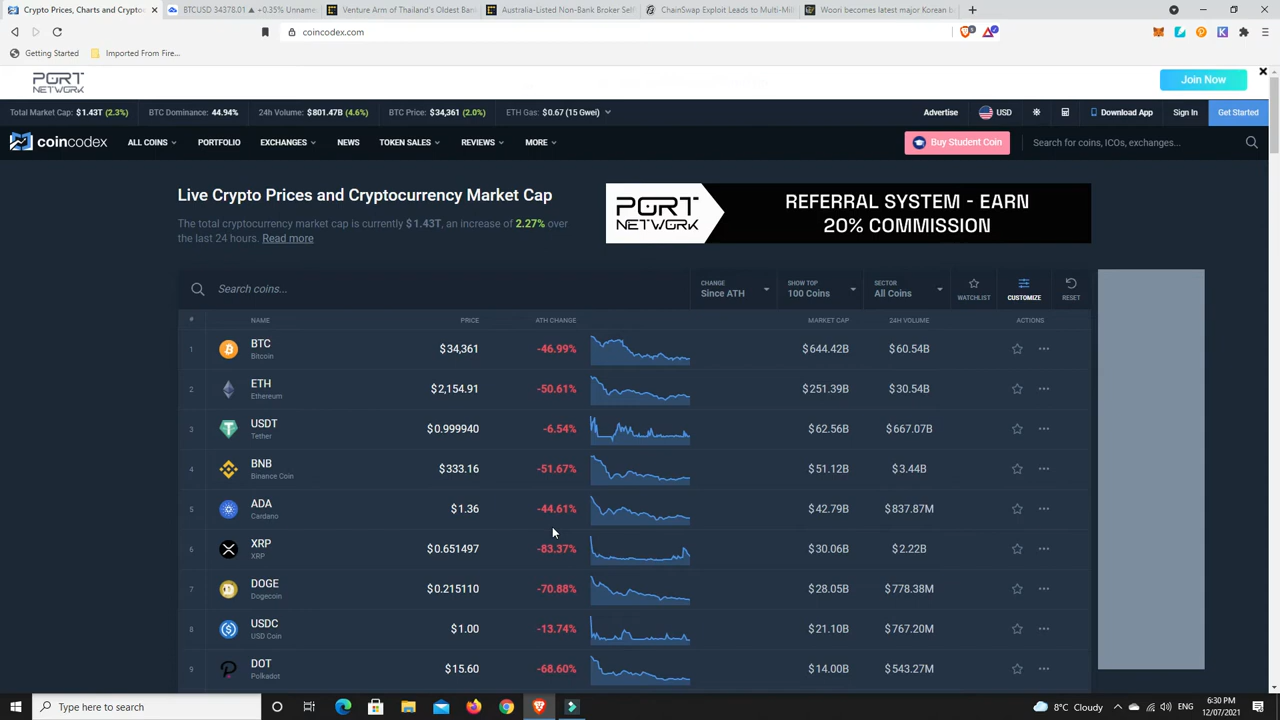 Crypto Prices, Charts and Cryptoc
BTCUSD 34378.01 ▲ +0.35% Unname
Venture Arm of Thailand's Oldest Ban
Australia-Listed Non-Bank Broker Self
ChainSwap Exploit Leads to Multi-Mill
Woori becomes latest major Korean b
coincodex.com
Getting Started
Imported From Fire...
PORT
NETWORK
Join Now
Total Market Cap: $1.43T (2.3%)
BTC Dominance: 44.94%
24h Volume: $801.47B (4.6%)
BTC Price: $34,361 (2.0%)
ETH Gas: $0.67 (15 Gwei)
Advertise
USD
Download App
Sign In
Get Started
coincodex
ALL COINS
PORTFOLIO
EXCHANGES
NEWS
TOKEN SALES
REVIEWS
MORE
Buy Student Coin
Search for coins, ICOs, exchanges...
Live Crypto Prices and Cryptocurrency Market Cap
The total cryptocurrency market cap is currently $1.43T, an increase of 2.27% over
the last 24 hours. Read more
PORT
NETWORK
REFERRAL SYSTEM - EARN
20% COMMISSION
Search coins...
CHANGE
Since ATH
SHOW TOP
100 Coins
SECTOR
All Coins
WATCHLIST
CUSTOMIZE
RESET
# NAME PRICE ATH CHANGE MARKET CAP 24H VOLUME ACTIONS
1 BTC $34,361 -46.99% $644.42B $60.54B
Bitcoin
2 ETH $2,154.91 -50.61% $251.39B $30.54B
Ethereum
3 USDT $0.999940 -6.54% $62.56B $667.07B
Tether
4 BNB $333.16 -51.67% $51.12B $3.44B
Binance Coin
5 ADA $1.36 -44.61% $42.79B $837.87M
Cardano
6 XRP $0.651497 -83.37% $30.06B $2.22B
XRP
7 DOGE $0.215110 -70.88% $28.05B $778.38M
Dogecoin
8 USDC $1.00 -13.74% $21.10B $767.20M
USD Coin
9 DOT $15.60 -68.60% $14.00B $543.27M
Polkadot
Type here to search
8°C Cloudy
ENG
6:30 PM
12/07/2021